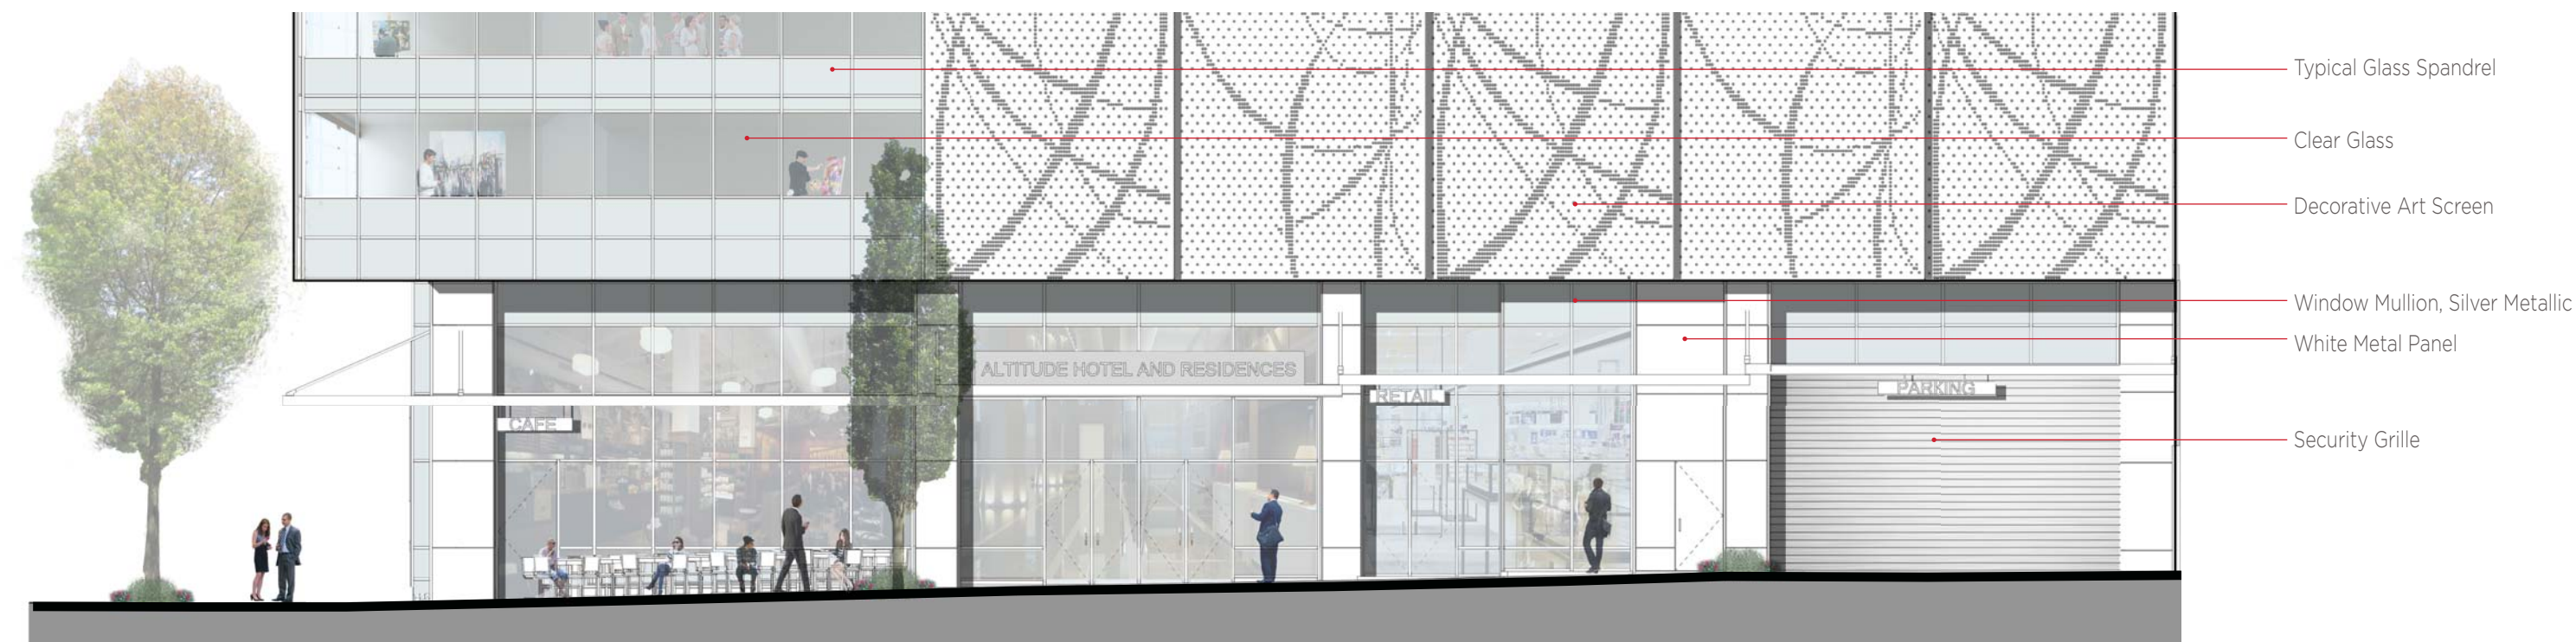 Typical Glass Spandrel
Clear Glass
Decorative Art Screen
Window Mullion, Silver Metallic
White Metal Panel
Security Grille
ALTITUDE HOTEL AND RESIDENCES
CAFE
RETAIL
PARKING